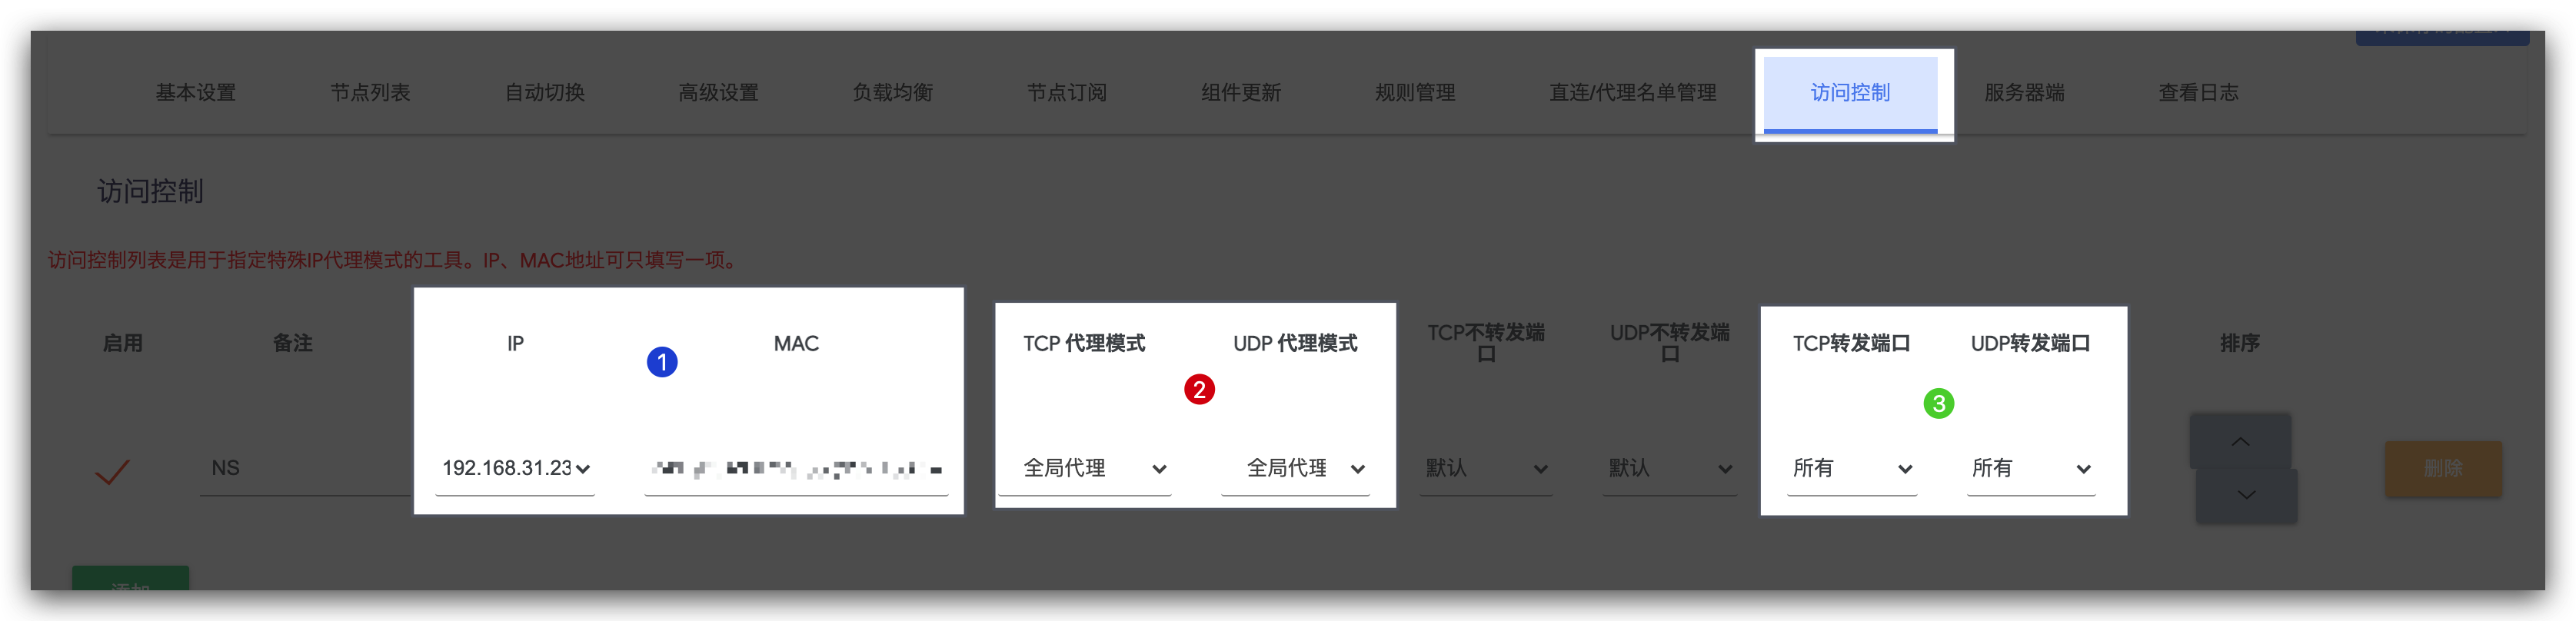 基本设置 节点列表 自动切换 高级设置 负载均衡 节点订阅 组件更新 规则管理 直连/代理名单管理 访问控制 服务器端 查看日志
访问控制
访问控制列表是用于指定特殊IP代理模式的工具。IP、MAC地址可只填写一项。
启用 备注 IP 1 MAC TCP 代理模式 2 UDP 代理模式 TCP不转发端口 UDP不转发端口 TCP转发端口 3 UDP转发端口 排序
NS 192.168.31.23 全局代理 全局代理 默认 默认 所有 所有 删除
添加